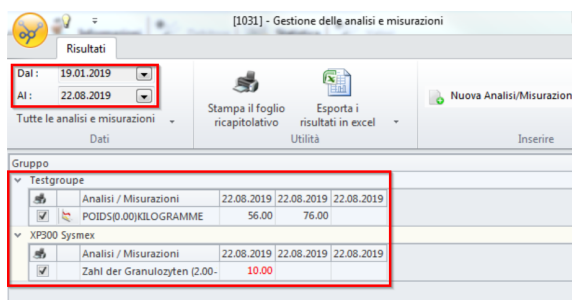 [1031] - Gestione delle analisi e misurazioni
Risultati
Dal : 19.01.2019
Al : 22.08.2019
Tutte le analisi e misurazioni
Dati
Stampa il foglio
ricapitolativo
Esporta i
risultati in excel
Utilità
Nuova Analisi/Misurazion
Inserire
Gruppo
Testgroupe
Analisi / Misurazioni 22.08.2019 22.08.2019 22.08.2019
POIDS(0.00)KILOGRAMME 56.00 76.00
XP300 Sysmex
Analisi / Misurazioni 22.08.2019 22.08.2019 22.08.2019
Zahl der Granulozyten (2.00- 10.00